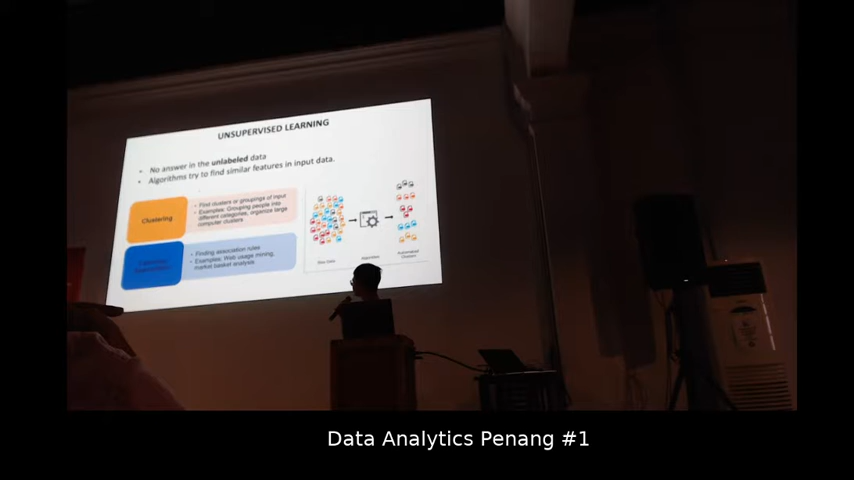 UNSUPERVISED LEARNING
• No answer in the unlabeled data
• Algorithms try to find similar features in input data.
Clustering
• Find clusters or groupings of input
• Examples: Grouping people into
different categories, organize large
computer clusters
• Finding association rules
• Examples: Web usage mining,
market basket analysis
Data Analytics Penang #1